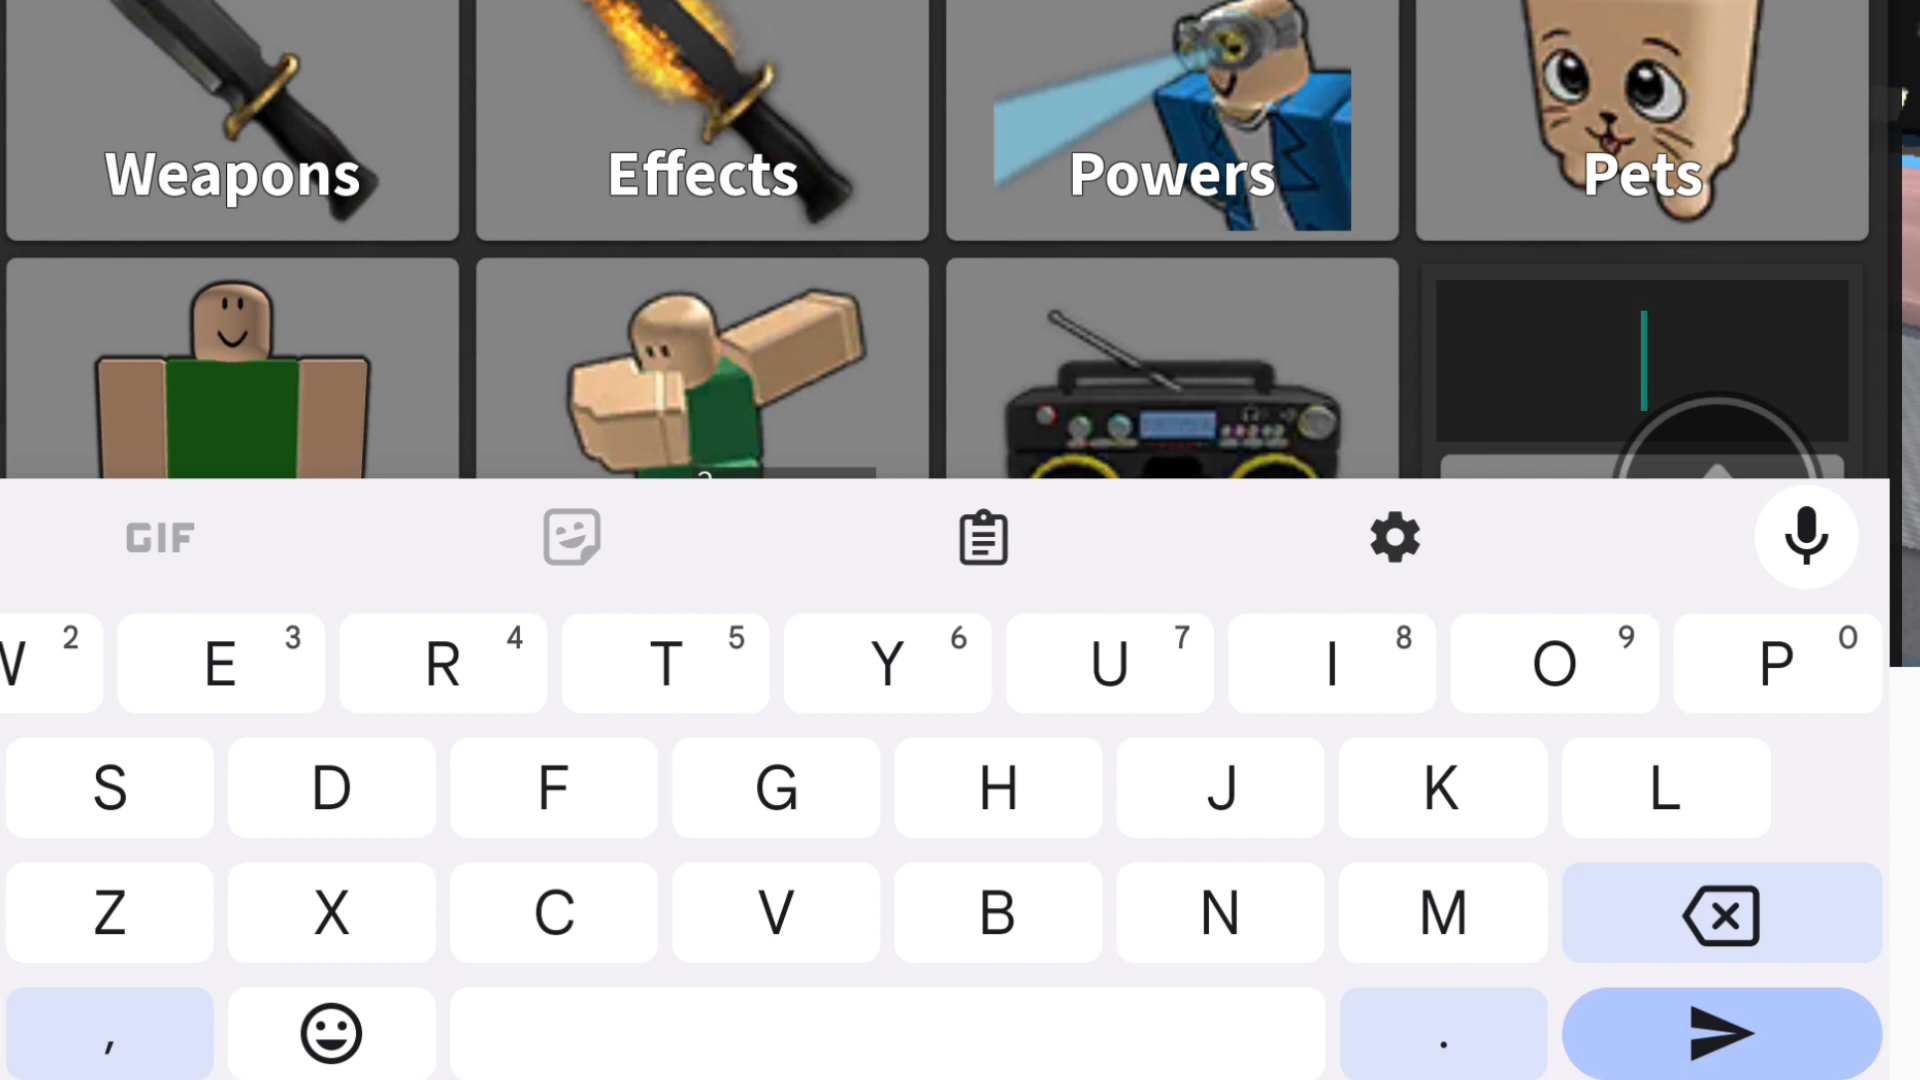 Weapons Effects Powers Pets
GIF
W 2 E 3 R 4 T 5 Y 6 U 7 I 8 O 9 P 0
S D F G H J K L
Z X C V B N M
, .